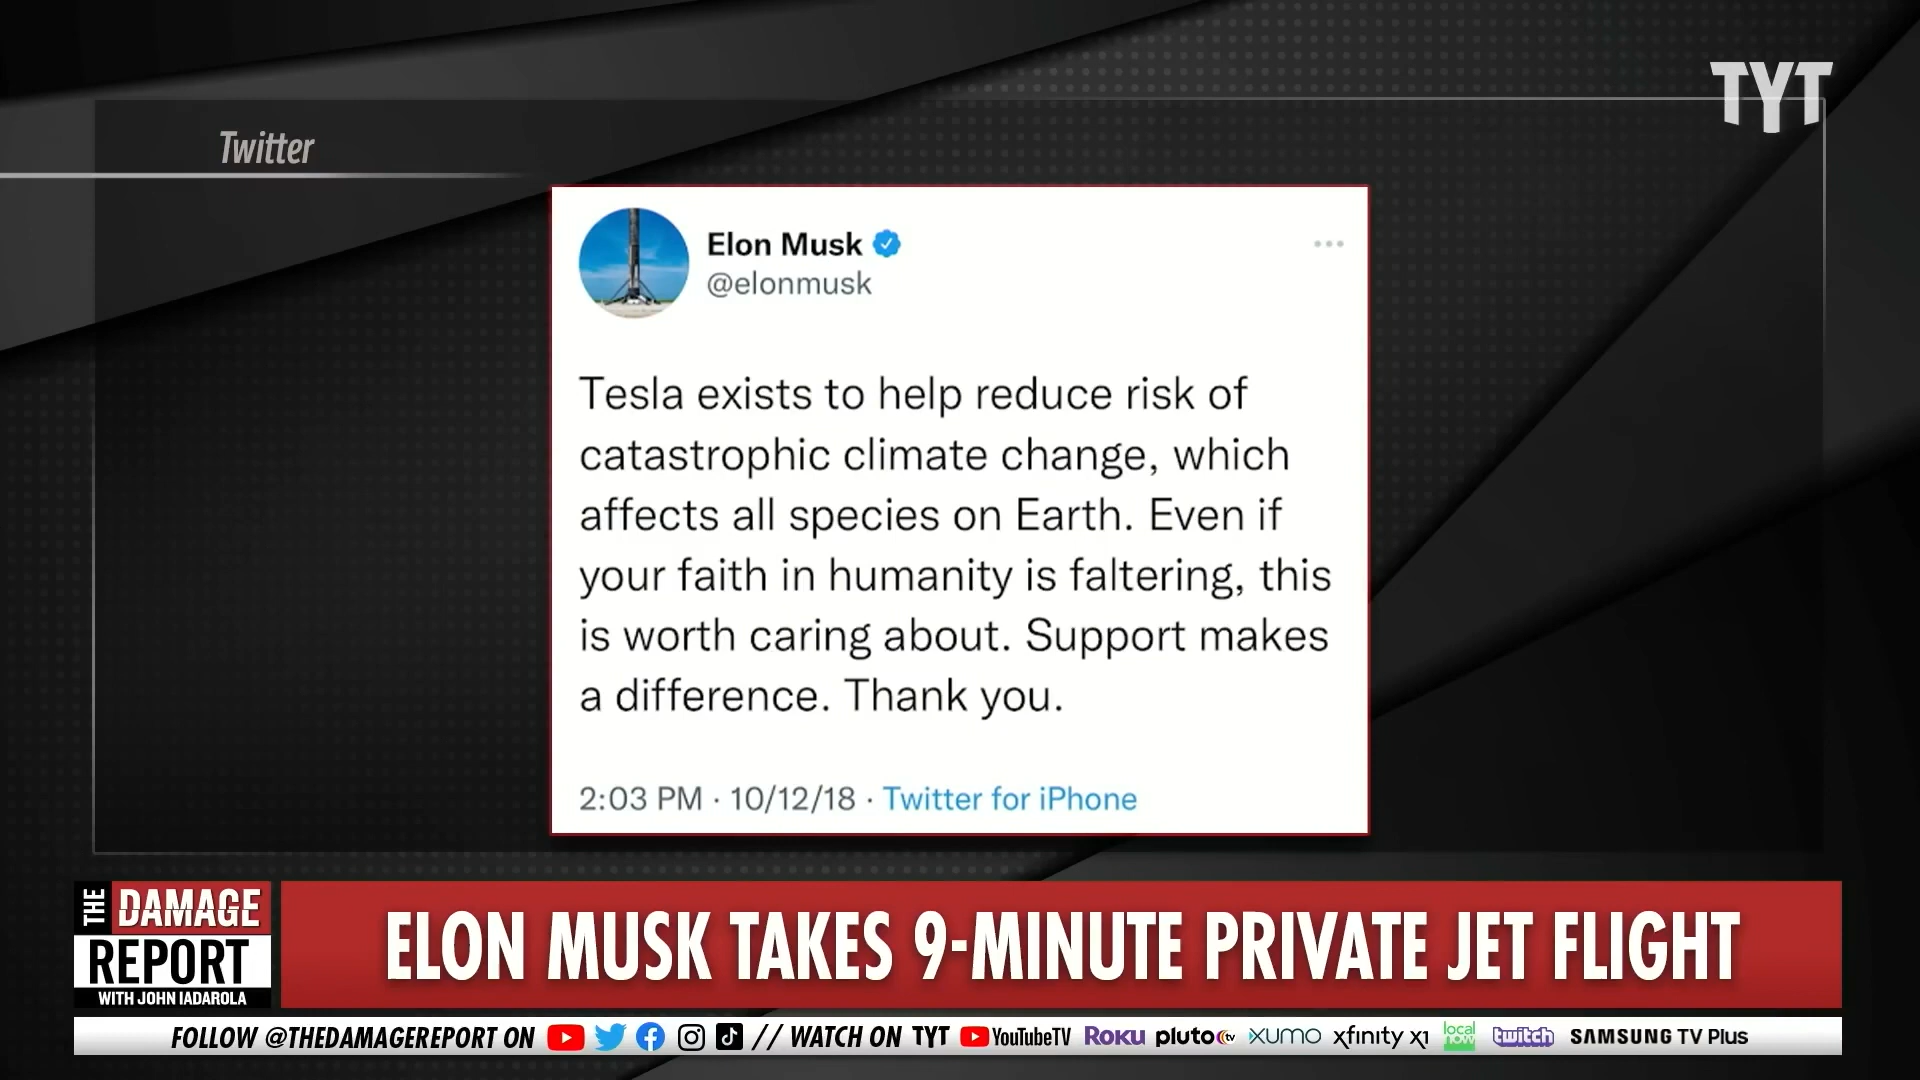 TYT
Twitter
Elon Musk
@elonmusk
Tesla exists to help reduce risk of
catastrophic climate change, which
affects all species on Earth. Even if
your faith in humanity is faltering, this
is worth caring about. Support makes
a difference. Thank you.
2:03 PM · 10/12/18 · Twitter for iPhone
THE DAMAGE
REPORT
WITH JOHN IADAROLA
ELON MUSK TAKES 9-MINUTE PRIVATE JET FLIGHT
FOLLOW @THEDAMAGEREPORT ON // WATCH ON TYT YouTubeTV ROKU pluto tv XUMO xfinity x1 local now twitch SAMSUNG TV Plus